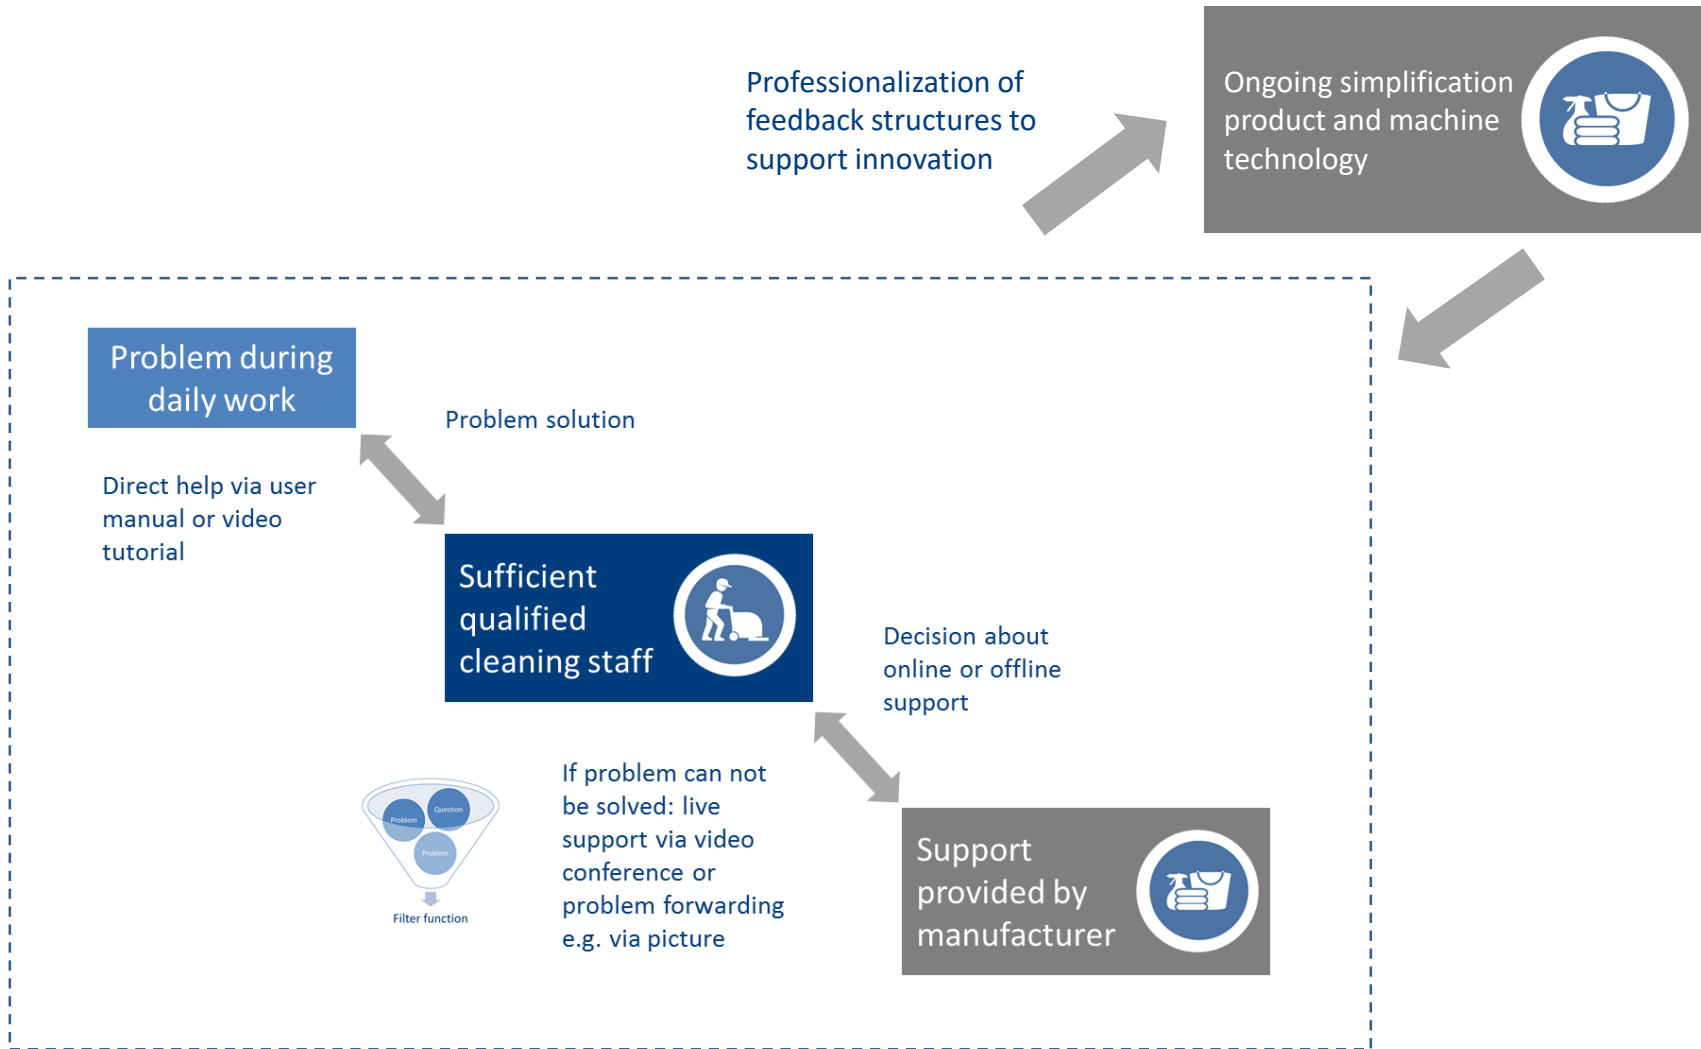 Professionalization of
feedback structures to
support innovation
Ongoing simplification
product and machine
technology
Problem during
daily work
Problem solution
Direct help via user
manual or video
tutorial
Sufficient
qualified
cleaning staff
Decision about
online or offline
support
If problem can not
be solved: live
support via video
conference or
problem forwarding
e.g. via picture
Question
Problem
Problem
Filter function
Support
provided by
manufacturer